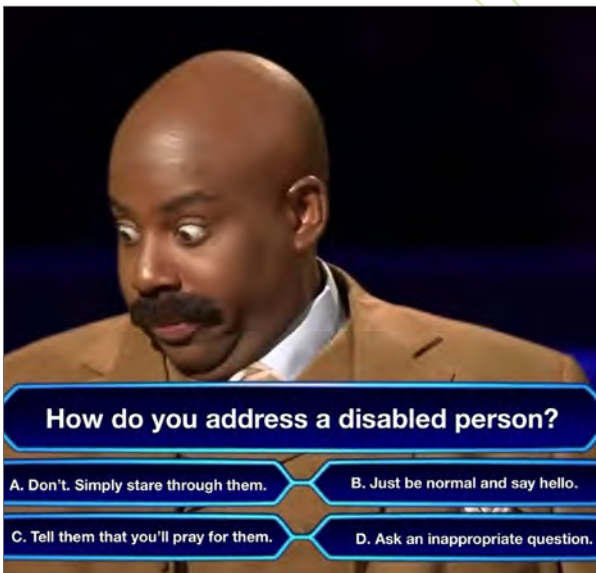 How do you address a disabled person?
A. Don't. Simply stare through them.
B. Just be normal and say hello.
C. Tell them that you'll pray for them.
D. Ask an inappropriate question.